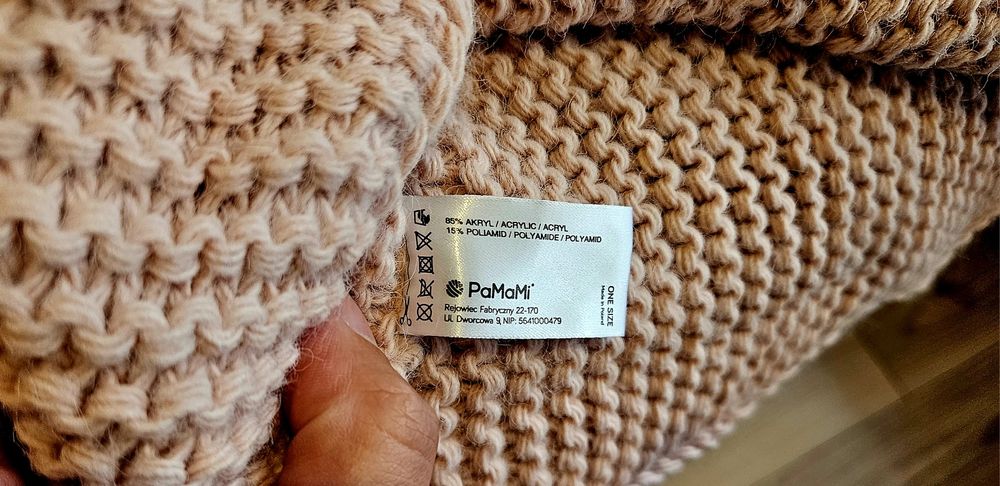 85% AKRYL / ACRYLIC / ACRYL
15% POLIAMID / POLYAMIDE / POLYAMID
PaMaMi
Rejowiec Fabryczny 22-170
UL Dworcowa 9, NIP: 5641000479
ONE SIZE
Made in Poland